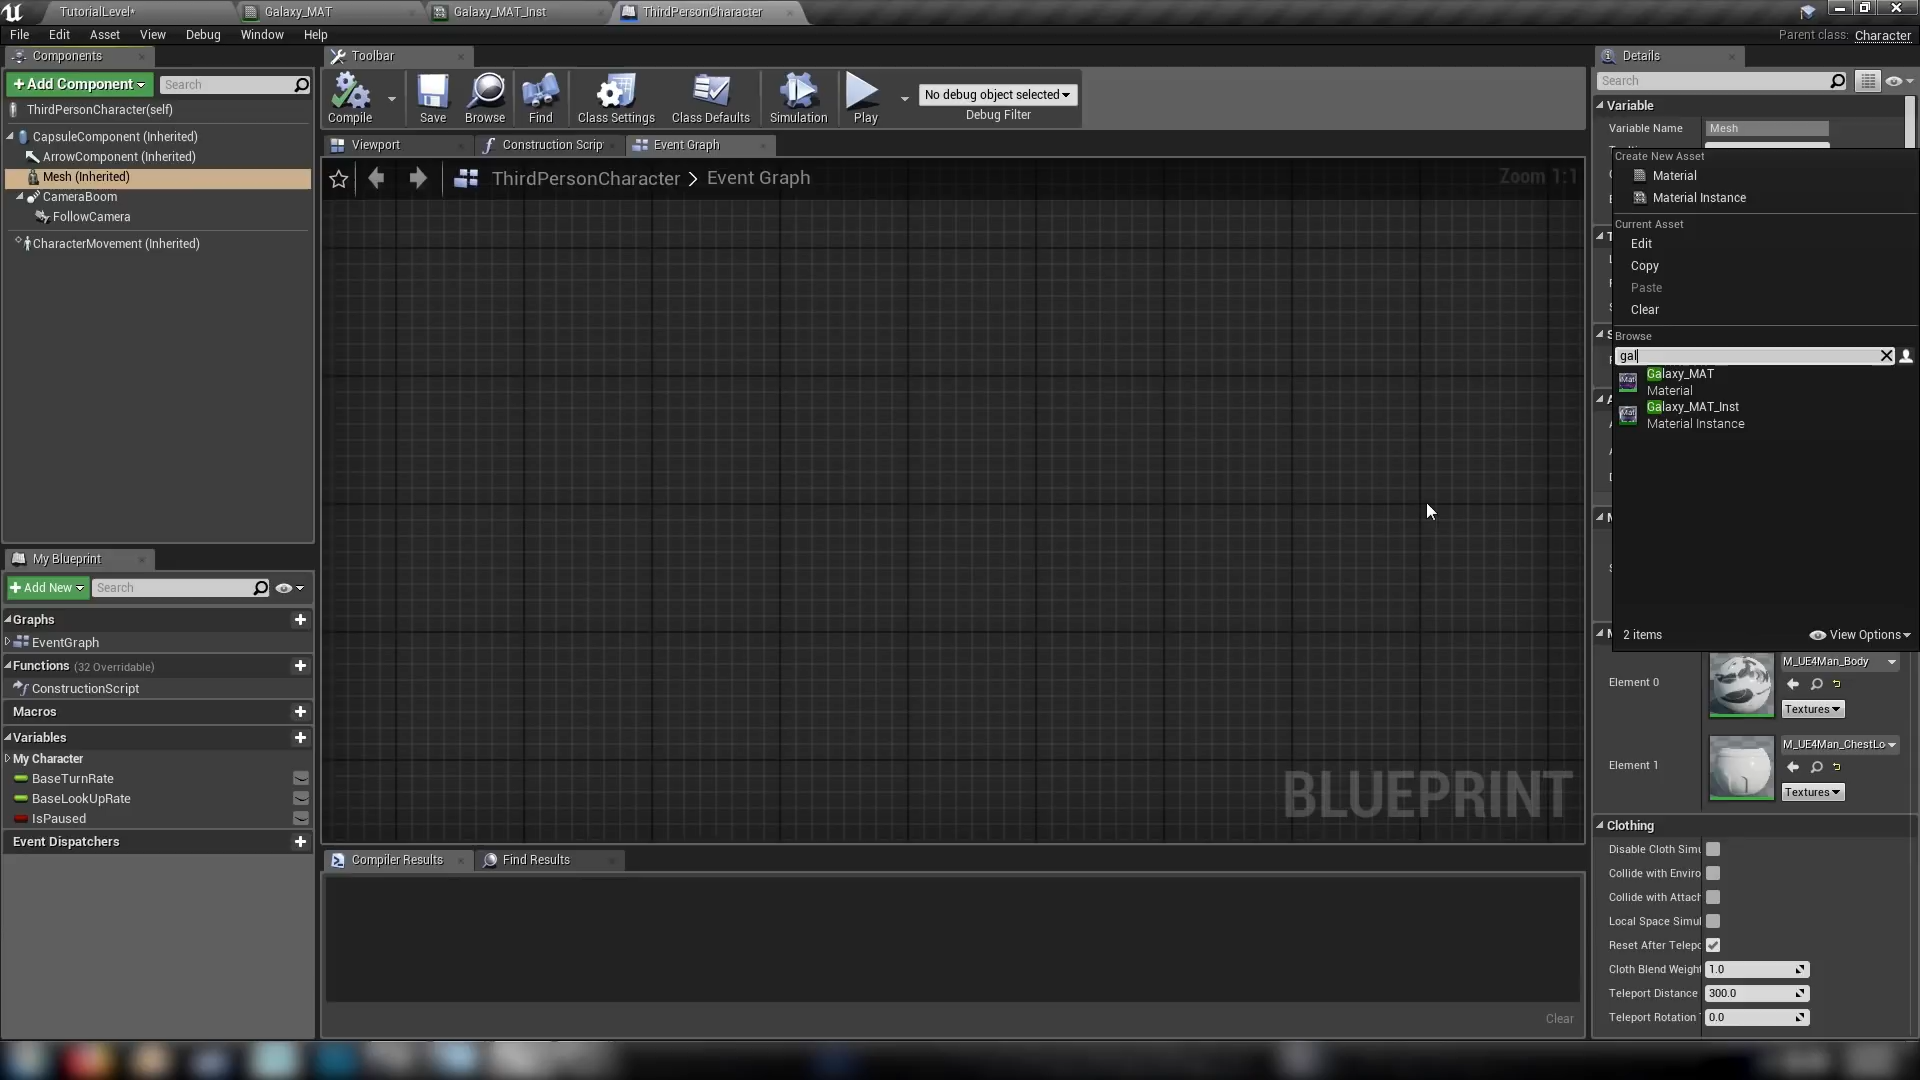 TutorialLevel*
Galaxy_MAT
Galaxy_MAT_Inst
ThirdPersonCharacter
File Edit Asset View Debug Window Help
Parent class: Character
Components
Toolbar
Details
+Add Component
Search
Compile
Save
Browse
Find
Class Settings
Class Defaults
Simulation
Play
No debug object selected
Debug Filter
Search
ThirdPersonCharacter(self)
CapsuleComponent (Inherited)
ArrowComponent (Inherited)
Mesh (Inherited)
CameraBoom
FollowCamera
CharacterMovement (Inherited)
Viewport
Construction Scrip
Event Graph
ThirdPersonCharacter > Event Graph
Zoom 1:1
BLUEPRINT
Variable
Variable Name
Mesh
Create New Asset
Material
Material Instance
Current Asset
Edit
Copy
Paste
Clear
Browse
gal
Galaxy_MAT
Material
Galaxy_MAT_Inst
Material Instance
2 items
View Options
My Blueprint
+Add New
Search
Graphs
EventGraph
Functions (32 Overridable)
ConstructionScript
Macros
Variables
My Character
BaseTurnRate
BaseLookUpRate
IsPaused
Event Dispatchers
Compiler Results
Find Results
Clear
Element 0
M_UE4Man_Body
Textures
Element 1
M_UE4Man_ChestLo
Textures
Clothing
Disable Cloth Simu
Collide with Enviro
Collide with Attach
Local Space Simul
Reset After Telepo
Cloth Blend Weight
1.0
Teleport Distance
300.0
Teleport Rotation
0.0